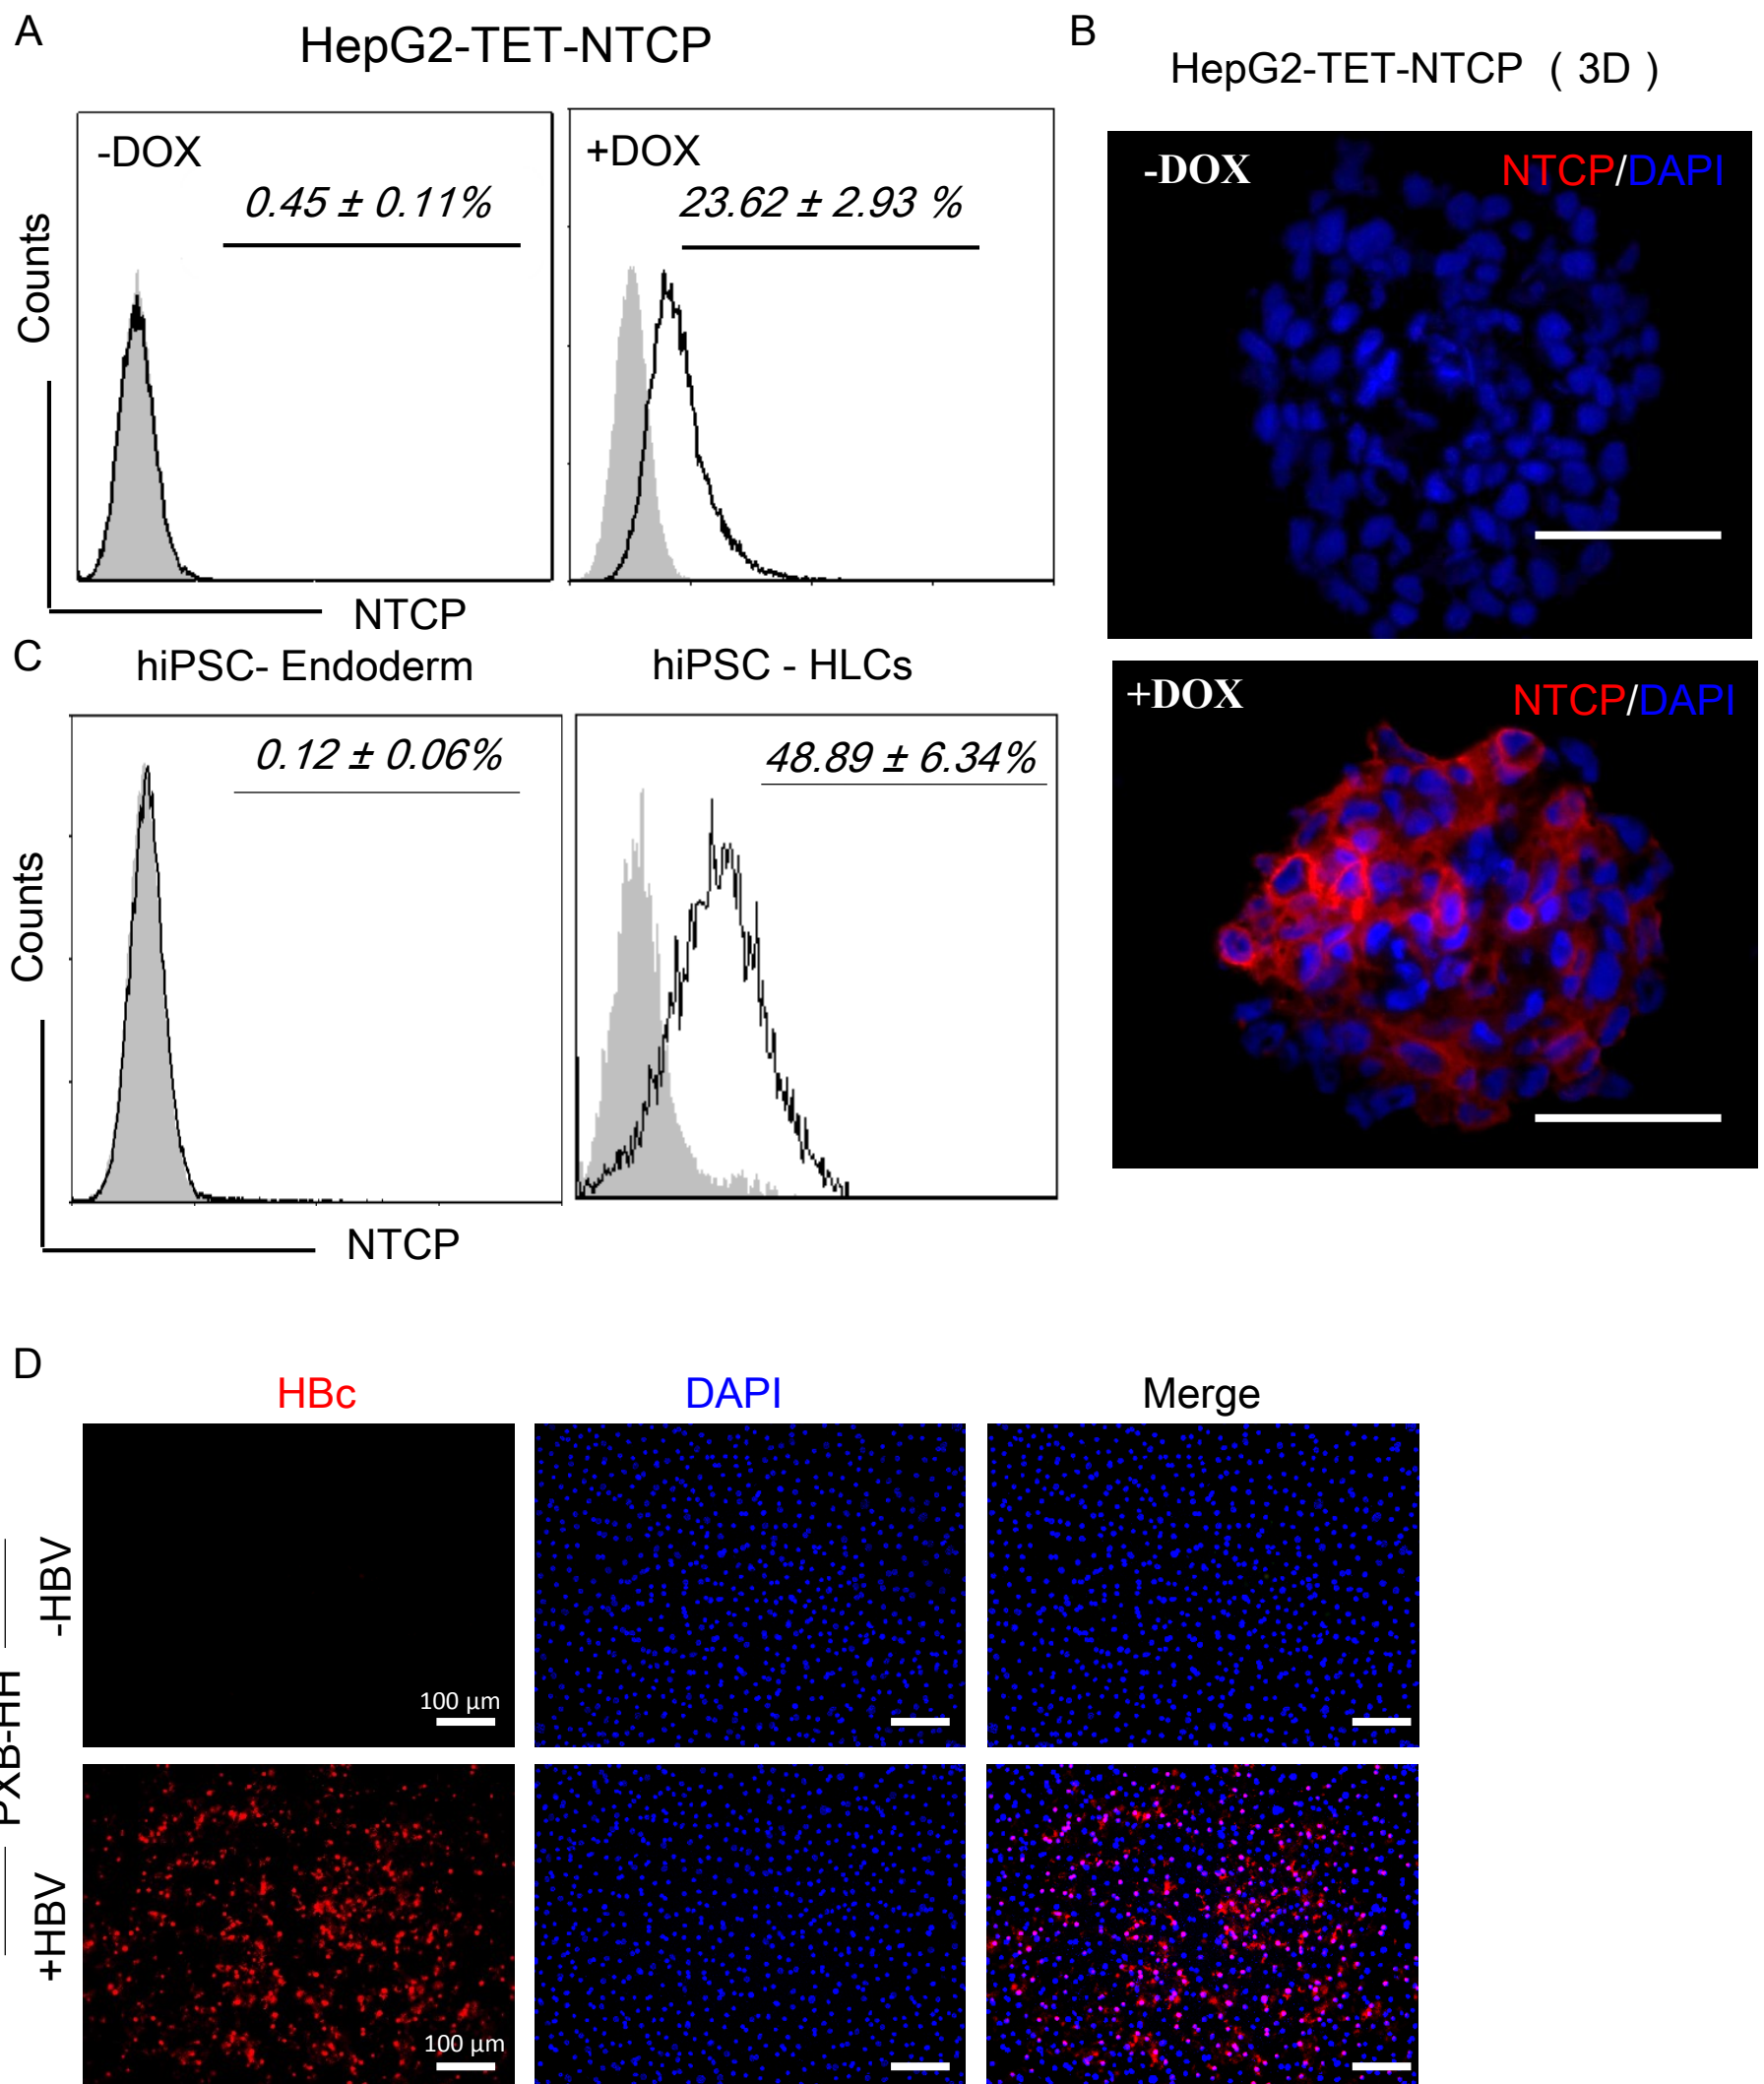 A
HepG2-TET-NTCP
-DOX
0.45 ± 0.11%
+DOX
23.62 ± 2.93 %
Counts
NTCP
B
HepG2-TET-NTCP ( 3D )
-DOX
NTCP/DAPI
+DOX
NTCP/DAPI
C
hiPSC- Endoderm
hiPSC - HLCs
0.12 ± 0.06%
48.89 ± 6.34%
Counts
NTCP
D
HBc
DAPI
Merge
PXB-HH
-HBV
100 µm
+HBV
100 µm